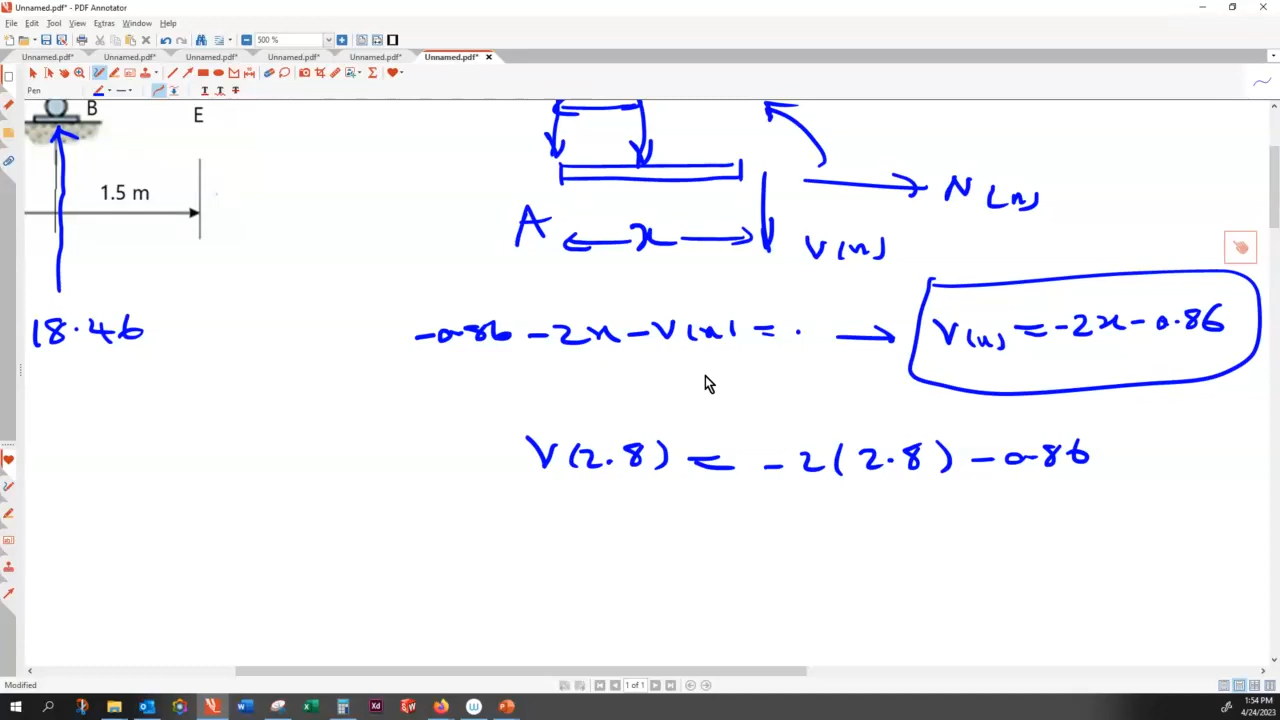 Unnamed.pdf* - PDF Annotator
File Edit Tool View Extras Window Help
500 %
Unnamed.pdf* Unnamed.pdf* Unnamed.pdf* Unnamed.pdf* Unnamed.pdf* Unnamed.pdf*
Pen
B
E
1.5 m
N(x)
A
x
V(x)
18.46
-0.86 - 2x - V(x) = 0 → V(x) = -2x - 0.86
V(2.8) = -2(2.8) - 0.86
1 of 1
Modified
1:54 PM
4/24/2023